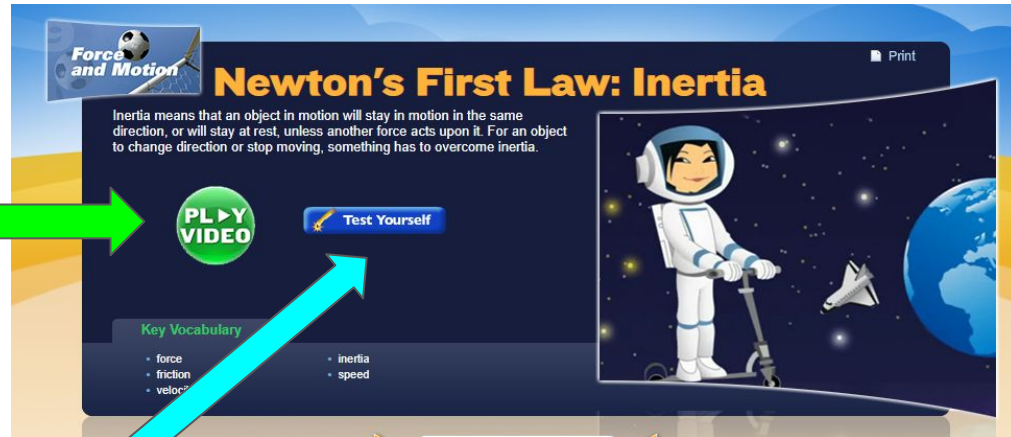 Force
and Motion
Print
Newton's First Law: Inertia
Inertia means that an object in motion will stay in motion in the same
direction, or will stay at rest, unless another force acts upon it. For an object
to change direction or stop moving, something has to overcome inertia.
PL▶Y
VIDEO
Test Yourself
Key Vocabulary
• force
• friction
• inertia
• speed